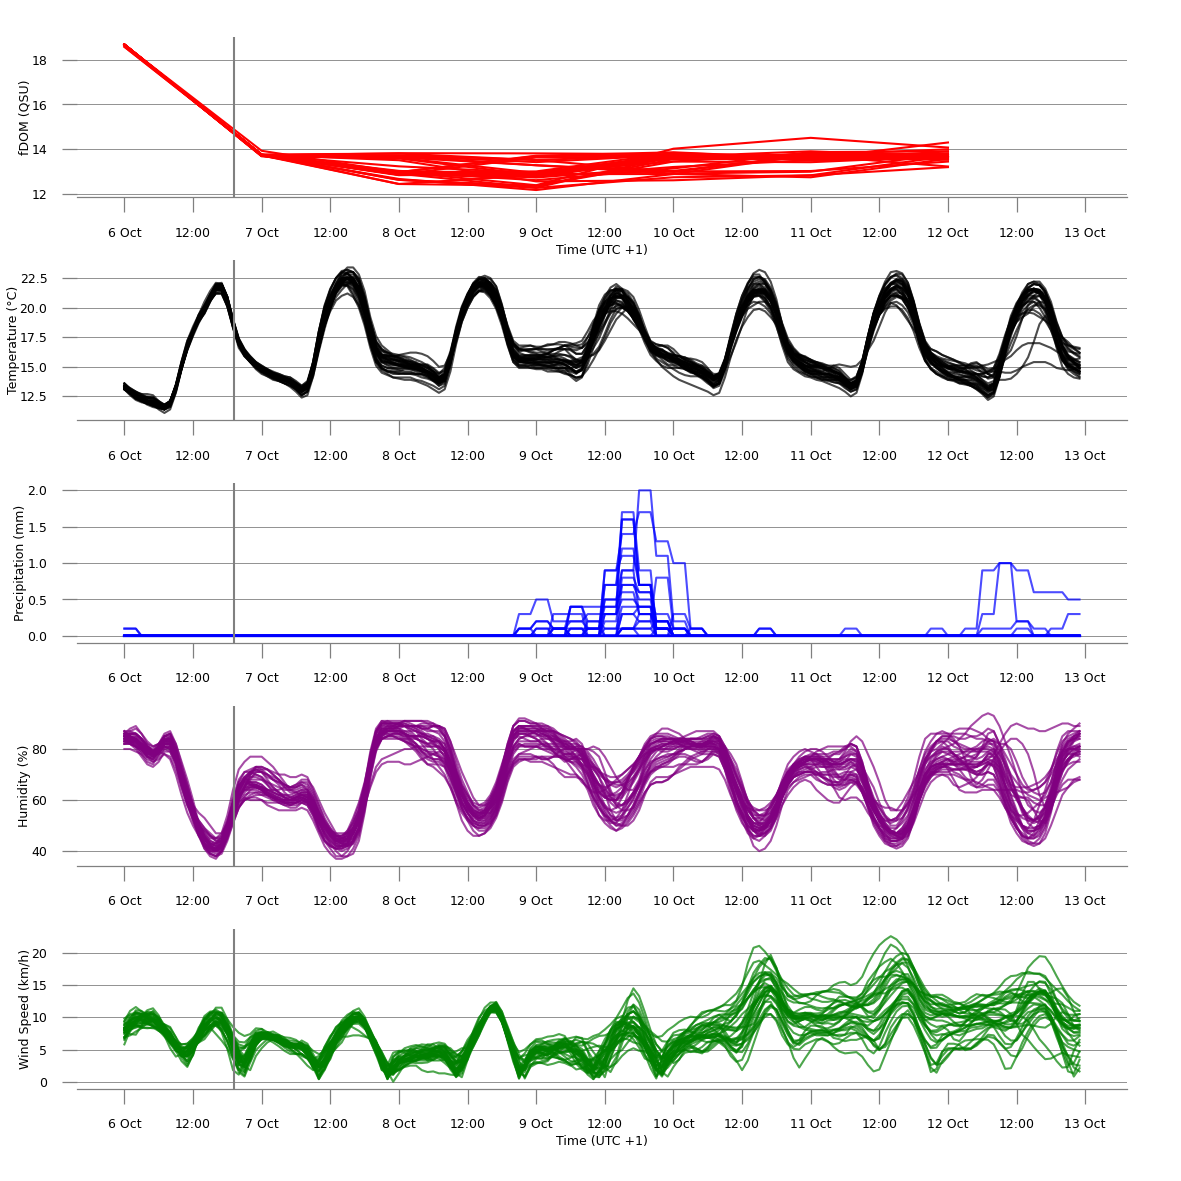 fDOM (QSU)
18
16
14
12
6 Oct 12:00 7 Oct 12:00 8 Oct 12:00 9 Oct 12:00 10 Oct 12:00 11 Oct 12:00 12 Oct 12:00 13 Oct
Time (UTC +1)
Temperature (°C)
22.5
20.0
17.5
15.0
12.5
6 Oct 12:00 7 Oct 12:00 8 Oct 12:00 9 Oct 12:00 10 Oct 12:00 11 Oct 12:00 12 Oct 12:00 13 Oct
Precipitation (mm)
2.0
1.5
1.0
0.5
0.0
6 Oct 12:00 7 Oct 12:00 8 Oct 12:00 9 Oct 12:00 10 Oct 12:00 11 Oct 12:00 12 Oct 12:00 13 Oct
Humidity (%)
80
60
40
6 Oct 12:00 7 Oct 12:00 8 Oct 12:00 9 Oct 12:00 10 Oct 12:00 11 Oct 12:00 12 Oct 12:00 13 Oct
Wind Speed (km/h)
20
15
10
5
0
6 Oct 12:00 7 Oct 12:00 8 Oct 12:00 9 Oct 12:00 10 Oct 12:00 11 Oct 12:00 12 Oct 12:00 13 Oct
Time (UTC +1)